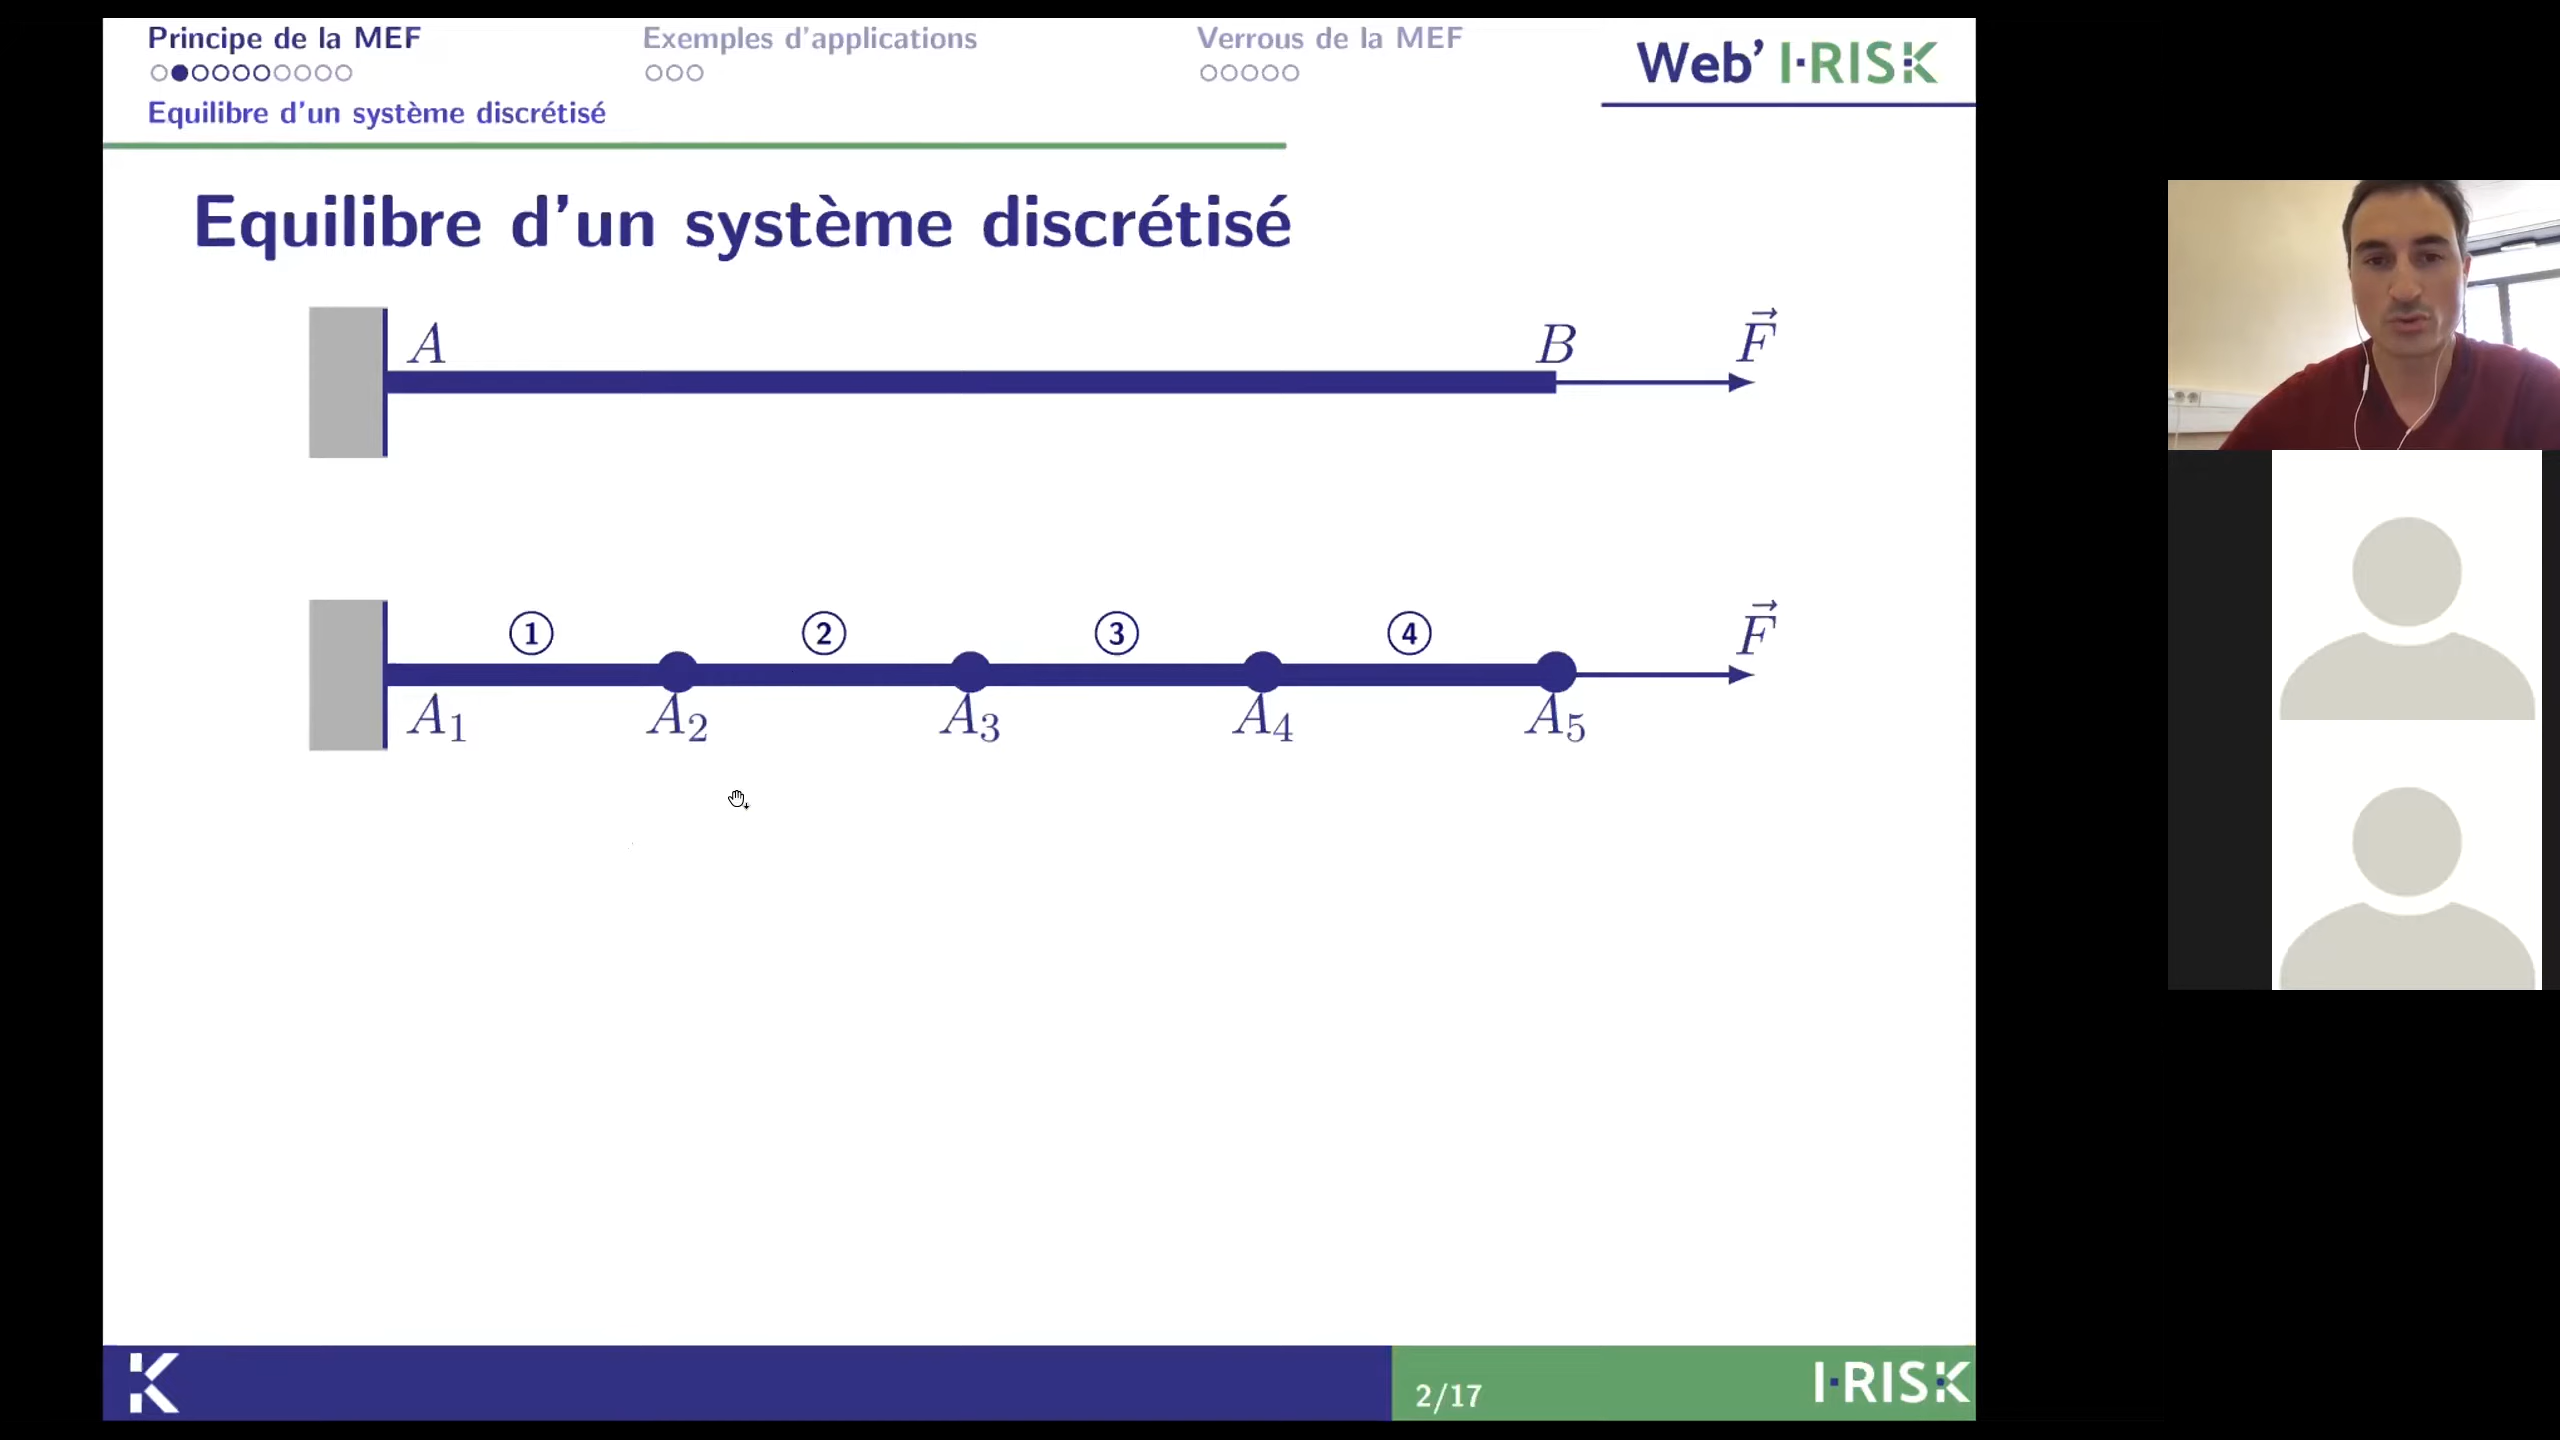 Principe de la MEF
Exemples d'applications
Verrous de la MEF
Web' I·RISK
Equilibre d'un système discrétisé
Equilibre d'un système discrétisé
A
B
F⃗
① ② ③ ④
F⃗
A₁ A₂ A₃ A₄ A₅
K
2/17
I·RISK